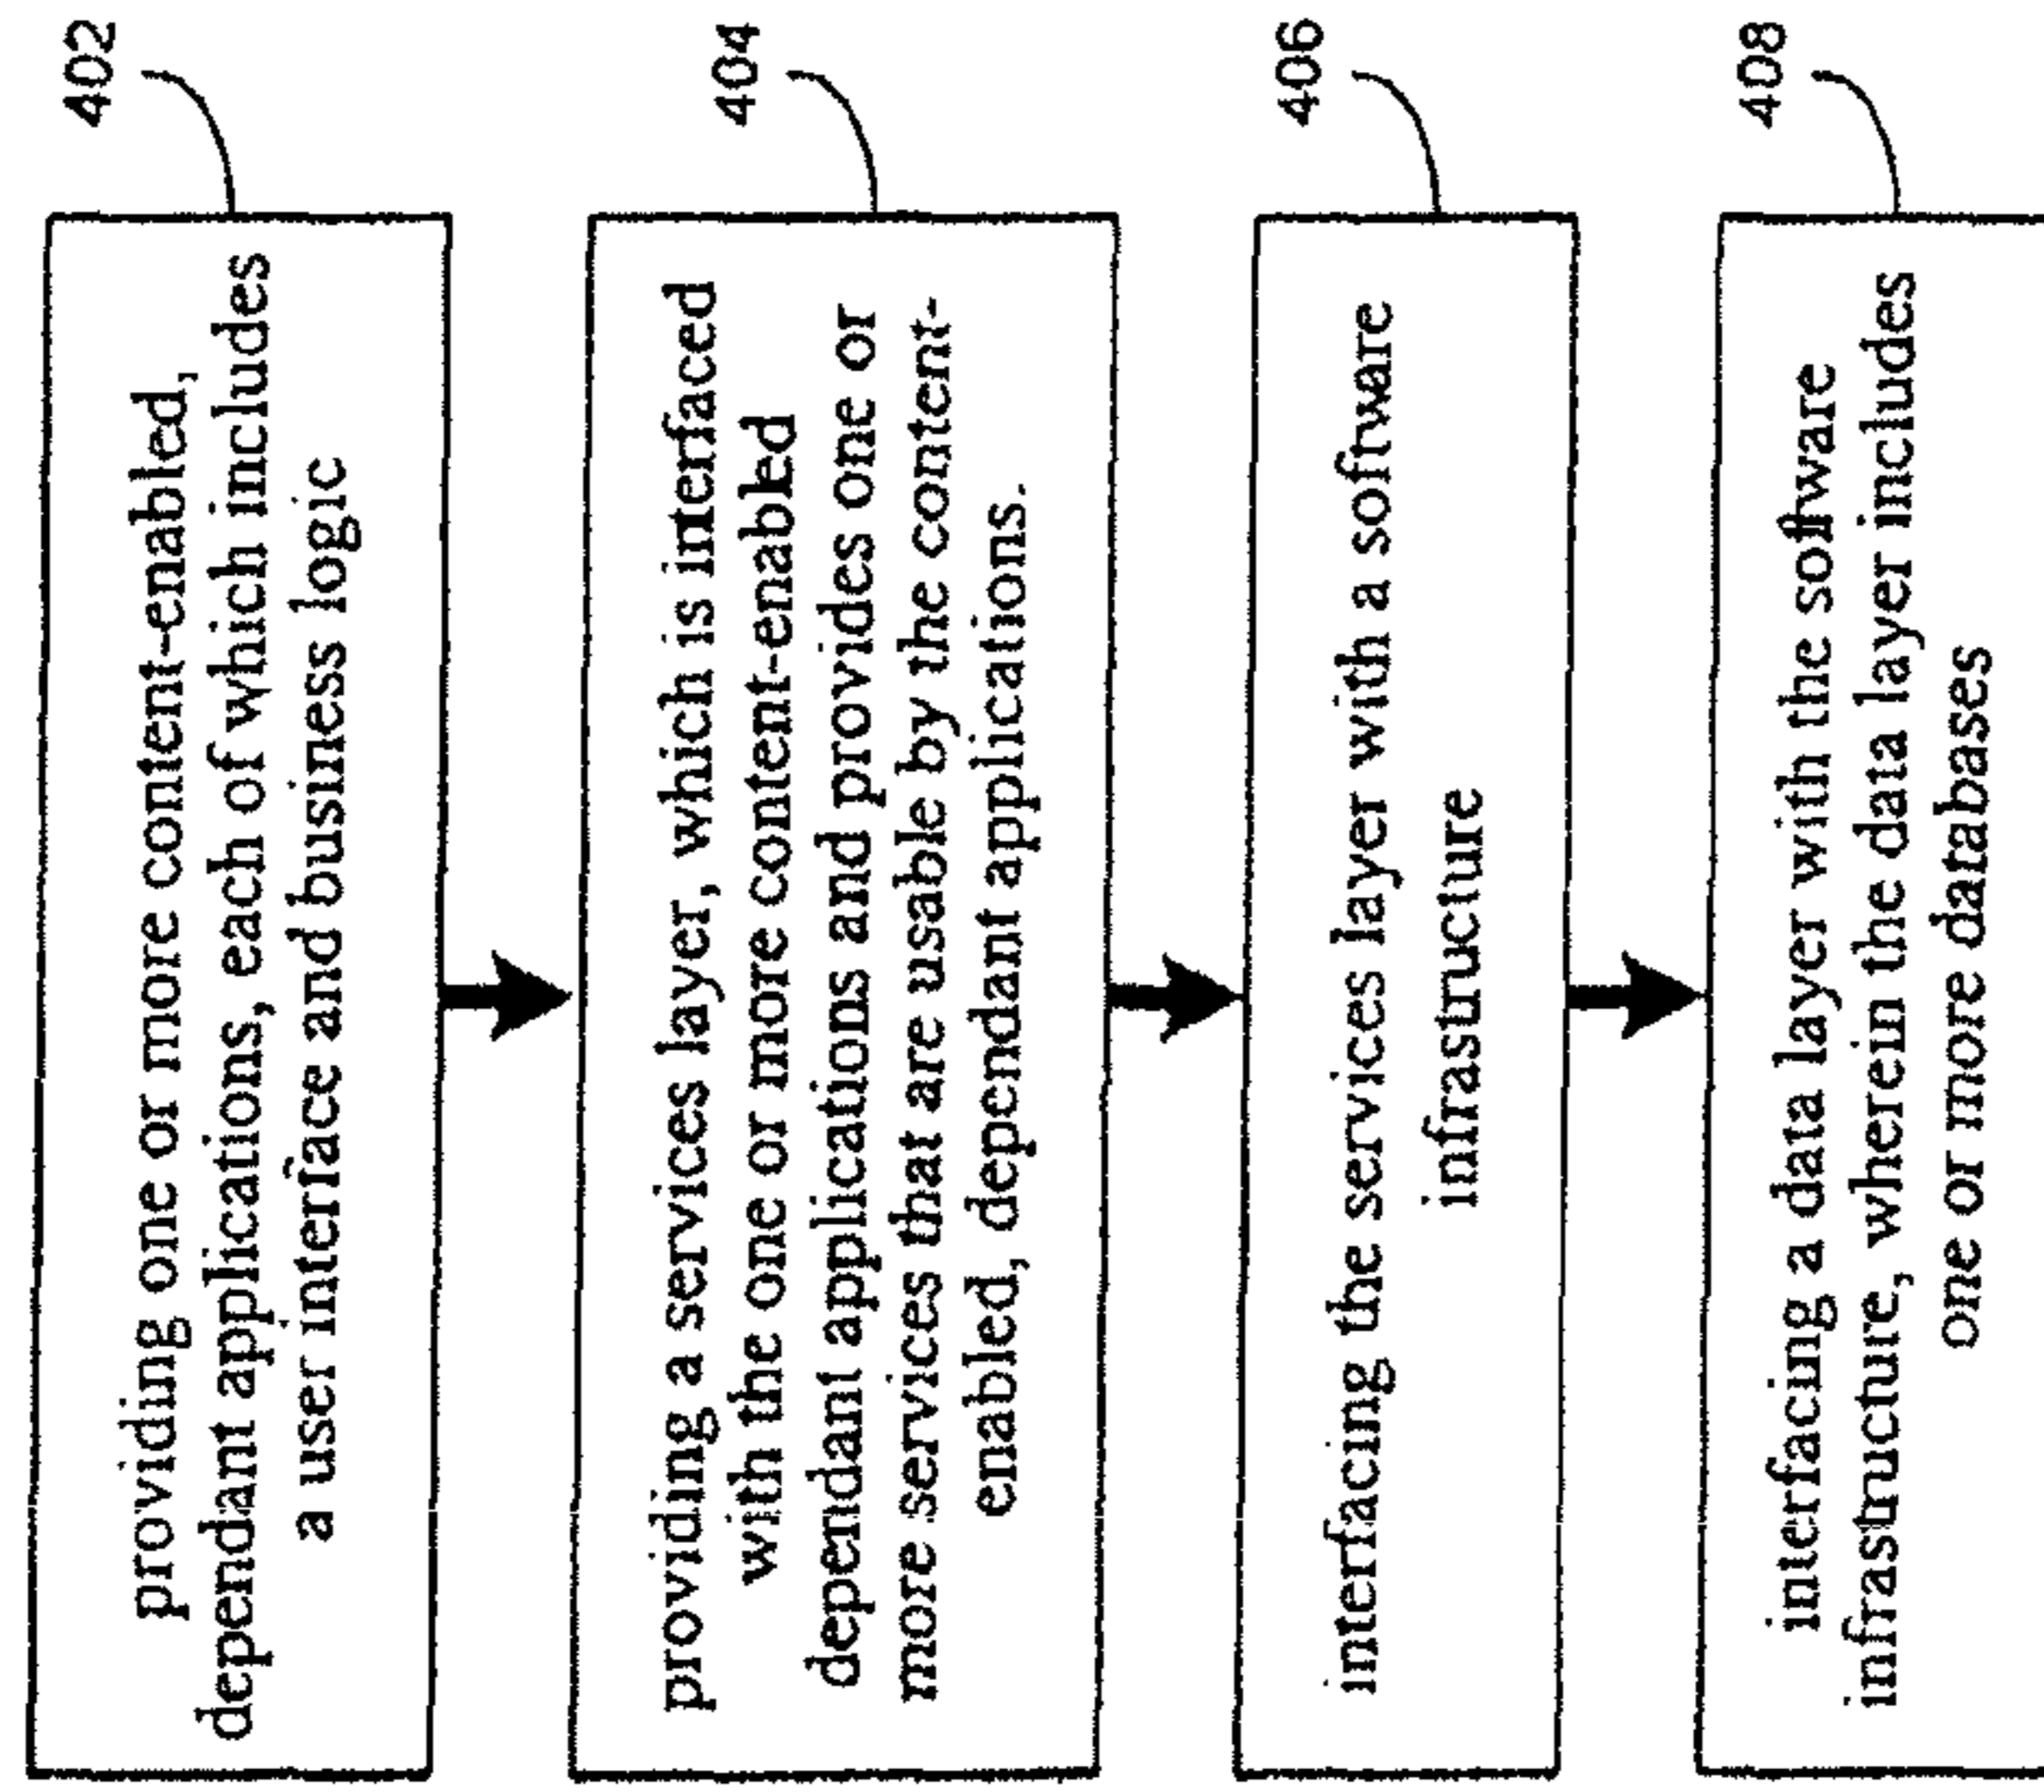 402
providing one or more content-enabled,
dependant applications, each of which includes
a user interface and business logic
404
providing a services layer, which is interfaced
with the one or more content-enabled
dependant applications and provides one or
more services that are usable by the content-
enabled, dependant applications.
406
interfacing the services layer with a software
infrastructure
408
interfacing a data layer with the software
infrastructure, wherein the data layer includes
one or more databases